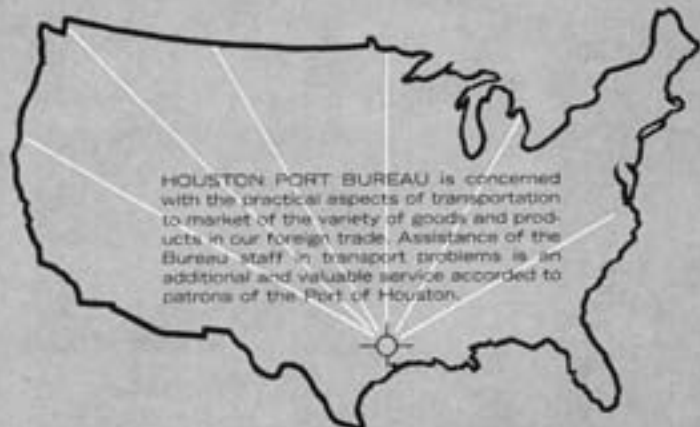 HOUSTON PORT BUREAU is concerned
with the practical aspects of transportation
to market of the variety of goods and prod-
ucts in our foreign trade. Assistance of the
Bureau staff in transport problems is an
additional and valuable service accorded to
patrons of the Port of Houston.